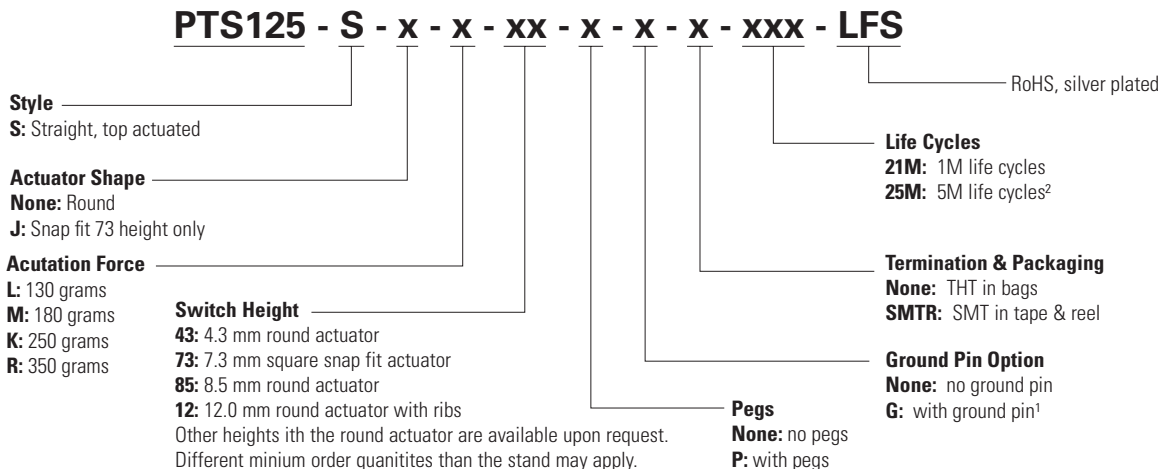 PTS125 - S - x - x - xx - x - x - x - xxx - LFS
RoHS, silver plated
Style
S: Straight, top actuated
Life Cycles
21M: 1M life cycles
25M: 5M life cycles²
Actuator Shape
None: Round
J: Snap fit 73 height only
Acutation Force
L: 130 grams
M: 180 grams
K: 250 grams
R: 350 grams
Termination & Packaging
None: THT in bags
SMTR: SMT in tape & reel
Switch Height
43: 4.3 mm round actuator
73: 7.3 mm square snap fit actuator
85: 8.5 mm round actuator
12: 12.0 mm round actuator with ribs
Other heights ith the round actuator are available upon request.
Different minium order quanitites than the stand may apply.
Ground Pin Option
None: no ground pin
G: with ground pin¹
Pegs
None: no pegs
P: with pegs